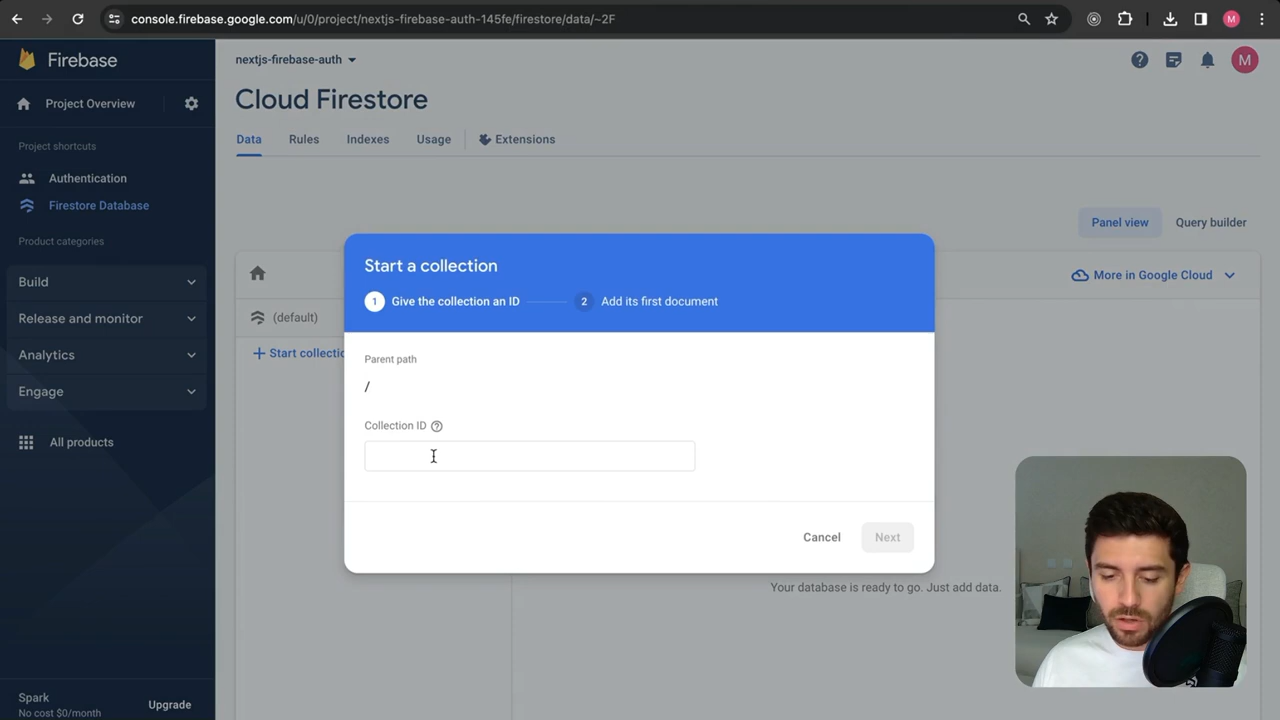 console.firebase.google.com/u/0/project/nextjs-firebase-auth-145fe/firestore/data/~2F
M
Firebase
nextjs-firebase-auth
M
Project Overview
Cloud Firestore
Data
Rules
Indexes
Usage
Extensions
Project shortcuts
Authentication
Firestore Database
Panel view
Query builder
Product categories
Build
Release and monitor
Analytics
Engage
All products
More in Google Cloud
(default)
Start collectio
Start a collection
1 Give the collection an ID
2 Add its first document
Parent path
/
Collection ID
Cancel
Next
Your database is ready to go. Just add data.
Spark
No cost $0/month
Upgrade